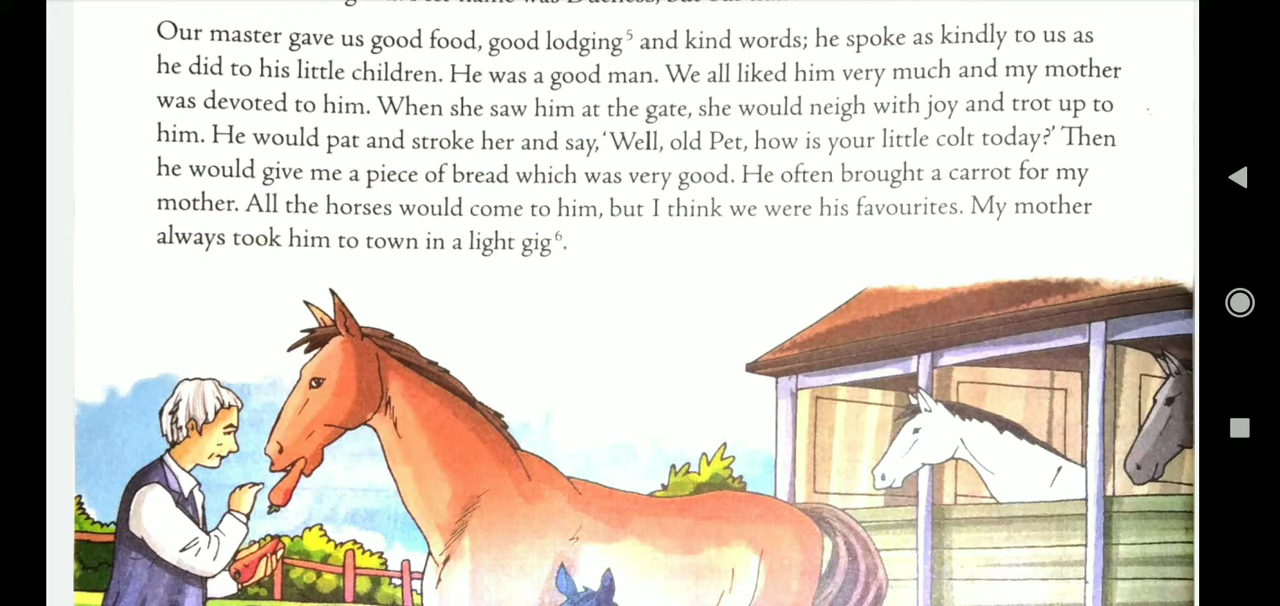 Our master gave us good food, good lodging⁵ and kind words; he spoke as kindly to us as
he did to his little children. He was a good man. We all liked him very much and my mother
was devoted to him. When she saw him at the gate, she would neigh with joy and trot up to
him. He would pat and stroke her and say, ‘Well, old Pet, how is your little colt today?’ Then
he would give me a piece of bread which was very good. He often brought a carrot for my
mother. All the horses would come to him, but I think we were his favourites. My mother
always took him to town in a light gig⁶.